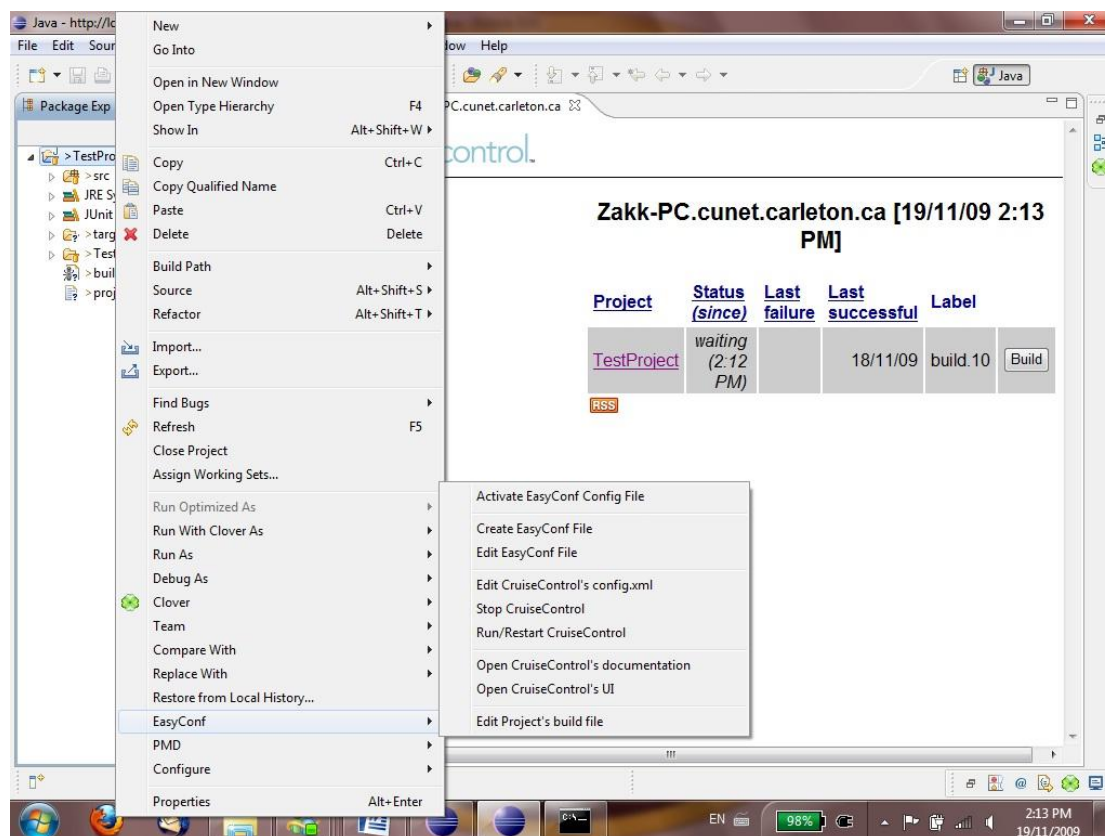 Java - http://lc
File Edit Sour
ow Help
Java
Package Exp
PC.cunet.carleton.ca
>TestPro
> src
JRE Sy
JUnit
> targ
> Test
> buil
> proj
New
Go Into
Open in New Window
Open Type Hierarchy F4
Show In Alt+Shift+W
Copy Ctrl+C
Copy Qualified Name
Paste Ctrl+V
Delete Delete
Build Path
Source Alt+Shift+S
Refactor Alt+Shift+T
Import...
Export...
Find Bugs
Refresh F5
Close Project
Assign Working Sets...
Run Optimized As
Run With Clover As
Run As
Debug As
Clover
Team
Compare With
Replace With
Restore from Local History...
EasyConf
PMD
Configure
Properties Alt+Enter
Activate EasyConf Config File
Create EasyConf File
Edit EasyConf File
Edit CruiseControl's config.xml
Stop CruiseControl
Run/Restart CruiseControl
Open CruiseControl's documentation
Open CruiseControl's UI
Edit Project's build file
control
Zakk-PC.cunet.carleton.ca [19/11/09 2:13
PM]
Project Status (since) Last failure Last successful Label
TestProject waiting (2:12 PM) 18/11/09 build.10 Build
RSS
EN 98% 2:13 PM
19/11/2009